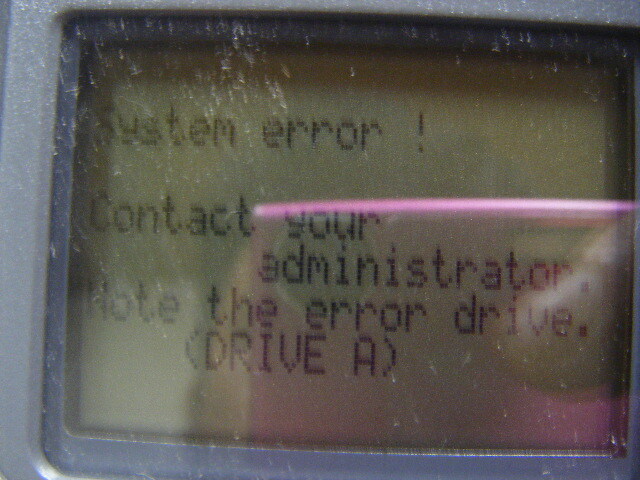 System error !
Contact your
administrator.
Note the error drive.
(DRIVE A)